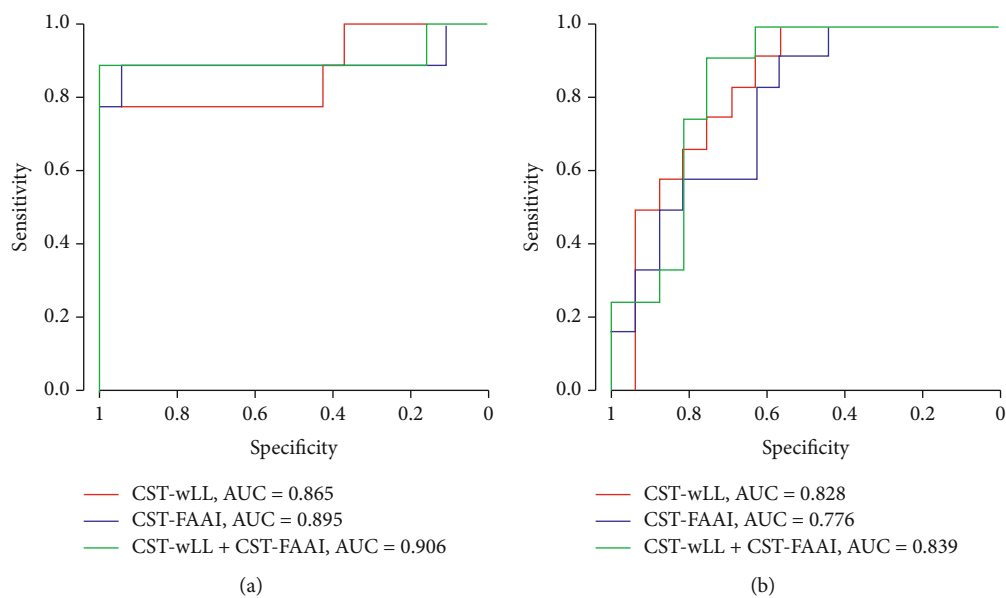 1.0
0.8
0.6
0.4
0.2
0.0
Sensitivity
1
0.8
0.6
0.4
0.2
0
Specificity
CST-wLL, AUC = 0.865
CST-FAAI, AUC = 0.895
CST-wLL + CST-FAAI, AUC = 0.906
(a)
1.0
0.8
0.6
0.4
0.2
0.0
Sensitivity
1
0.8
0.6
0.4
0.2
0
Specificity
CST-wLL, AUC = 0.828
CST-FAAI, AUC = 0.776
CST-wLL + CST-FAAI, AUC = 0.839
(b)